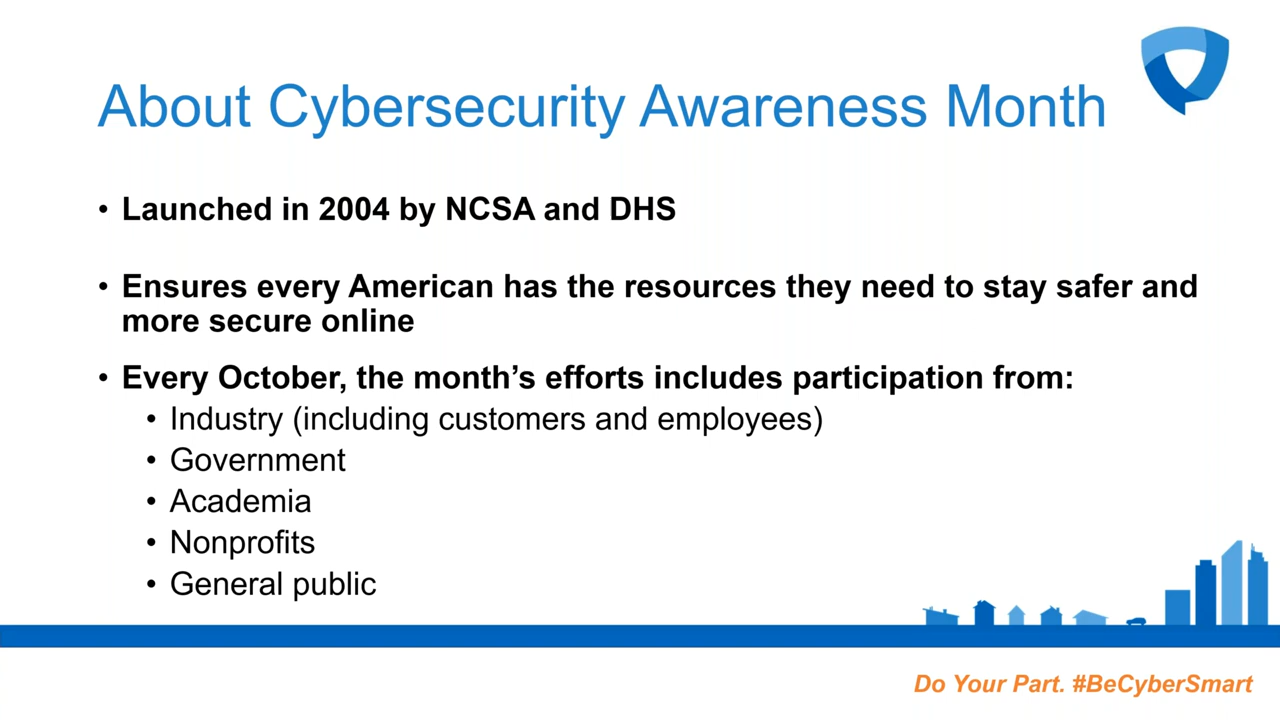 About Cybersecurity Awareness Month
• Launched in 2004 by NCSA and DHS
• Ensures every American has the resources they need to stay safer and
more secure online
• Every October, the month’s efforts includes participation from:
• Industry (including customers and employees)
• Government
• Academia
• Nonprofits
• General public
Do Your Part. #BeCyberSmart